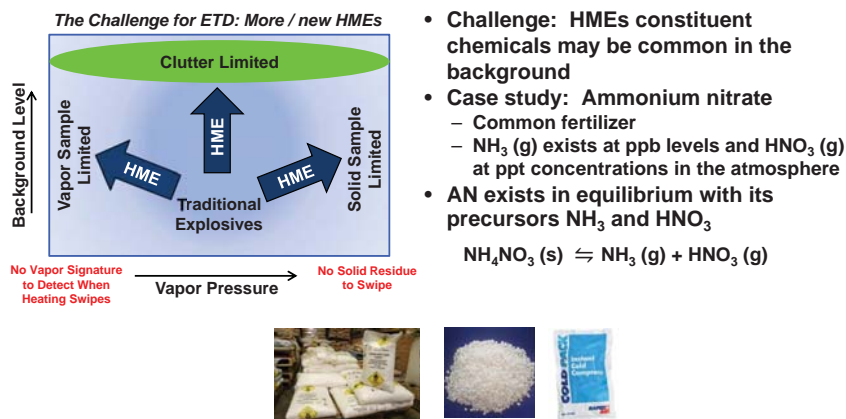 The Challenge for ETD: More / new HMEs
Clutter Limited
Background Level
Vapor Sample
Limited
HME
HME
HME
Solid Sample
Limited
Traditional
Explosives
No Vapor Signature
to Detect When
Heating Swipes
Vapor Pressure
No Solid Residue
to Swipe
• Challenge: HMEs constituent
chemicals may be common in the
background
• Case study: Ammonium nitrate
– Common fertilizer
– NH₃ (g) exists at ppb levels and HNO₃ (g)
at ppt concentrations in the atmosphere
• AN exists in equilibrium with its
precursors NH₃ and HNO₃
NH₄NO₃ (s) ⇋ NH₃ (g) + HNO₃ (g)
COLD PACK
Instant
Cold
Compress